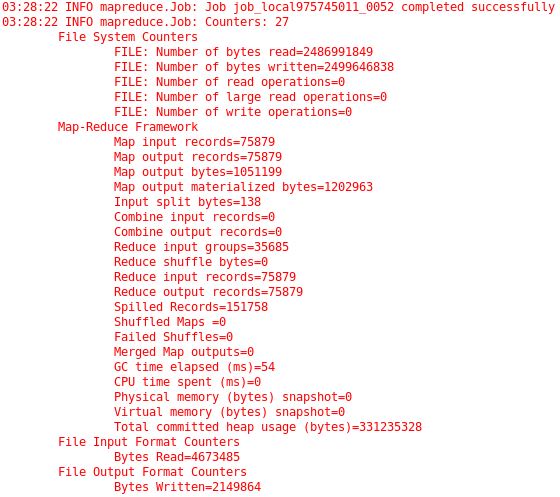 03:28:22 INFO mapreduce.Job: Job job_local975745011_0052 completed successfully
03:28:22 INFO mapreduce.Job: Counters: 27
File System Counters
FILE: Number of bytes read=2486991849
FILE: Number of bytes written=2499646838
FILE: Number of read operations=0
FILE: Number of large read operations=0
FILE: Number of write operations=0
Map-Reduce Framework
Map input records=75879
Map output records=75879
Map output bytes=1051199
Map output materialized bytes=1202963
Input split bytes=138
Combine input records=0
Combine output records=0
Reduce input groups=35685
Reduce shuffle bytes=0
Reduce input records=75879
Reduce output records=75879
Spilled Records=151758
Shuffled Maps =0
Failed Shuffles=0
Merged Map outputs=0
GC time elapsed (ms)=54
CPU time spent (ms)=0
Physical memory (bytes) snapshot=0
Virtual memory (bytes) snapshot=0
Total committed heap usage (bytes)=331235328
File Input Format Counters
Bytes Read=4673485
File Output Format Counters
Bytes Written=2149864